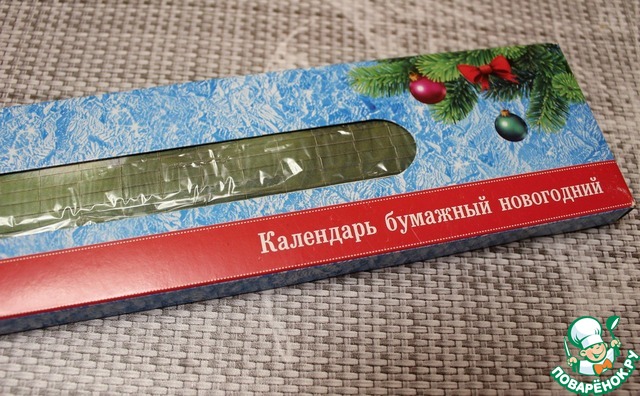 Календарь бумажный новогодний
ПОВАРЁНОК.РУ